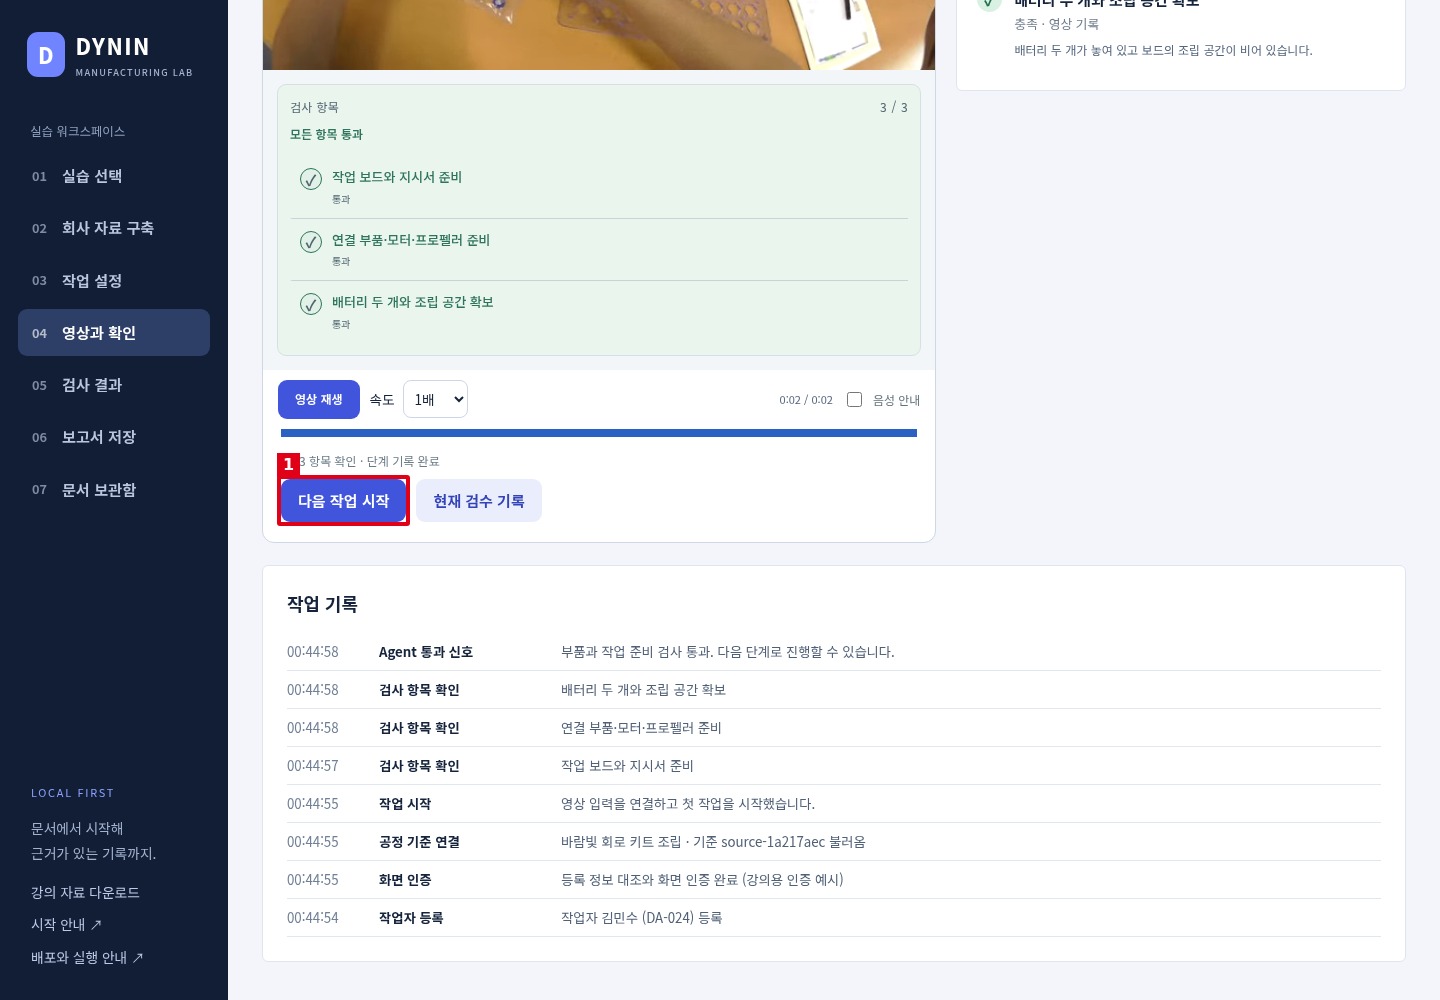 D
DYNIN
MANUFACTURING LAB
실습 워크스페이스
01 실습 선택
02 회사 자료 구축
03 작업 설정
04 영상과 확인
05 검사 결과
06 보고서 저장
07 문서 보관함
LOCAL FIRST
문서에서 시작해
근거가 있는 기록까지.
강의 자료 다운로드
시작 안내 ↗
배포와 실행 안내 ↗
검사 항목 3 / 3
모든 항목 통과
작업 보드와 지시서 준비
통과
연결 부품·모터·프로펠러 준비
통과
배터리 두 개와 조립 공간 확보
통과
영상 재생 속도 1배 0:02 / 0:02 음성 안내
1
3 항목 확인 · 단계 기록 완료
다음 작업 시작 현재 검수 기록
배터리 두 개와 조립 공간 확보
충족 · 영상 기록
배터리 두 개가 놓여 있고 보드의 조립 공간이 비어 있습니다.
작업 기록
00:44:58 Agent 통과 신호 부품과 작업 준비 검사 통과. 다음 단계로 진행할 수 있습니다.
00:44:58 검사 항목 확인 배터리 두 개와 조립 공간 확보
00:44:58 검사 항목 확인 연결 부품·모터·프로펠러 준비
00:44:57 검사 항목 확인 작업 보드와 지시서 준비
00:44:55 작업 시작 영상 입력을 연결하고 첫 작업을 시작했습니다.
00:44:55 공정 기준 연결 바람빛 회로 키트 조립 · 기준 source-1a217aec 불러옴
00:44:55 화면 인증 등록 정보 대조와 화면 인증 완료 (강의용 인증 예시)
00:44:54 작업자 등록 작업자 김민수 (DA-024) 등록